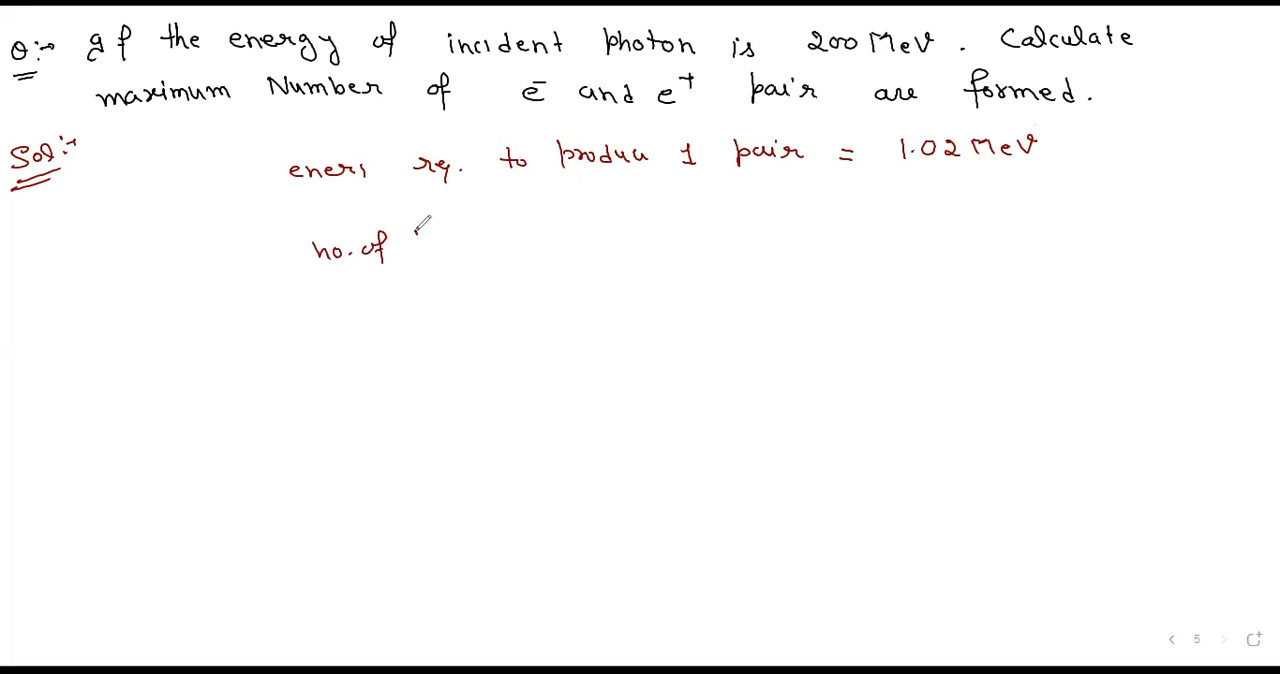 Q:→ If the energy of incident photon is 200 MeV. Calculate
maximum Number of e⁻ and e⁺ pair are formed.
Sol:→ energ req. to produce 1 pair = 1.02 MeV
no. of
5